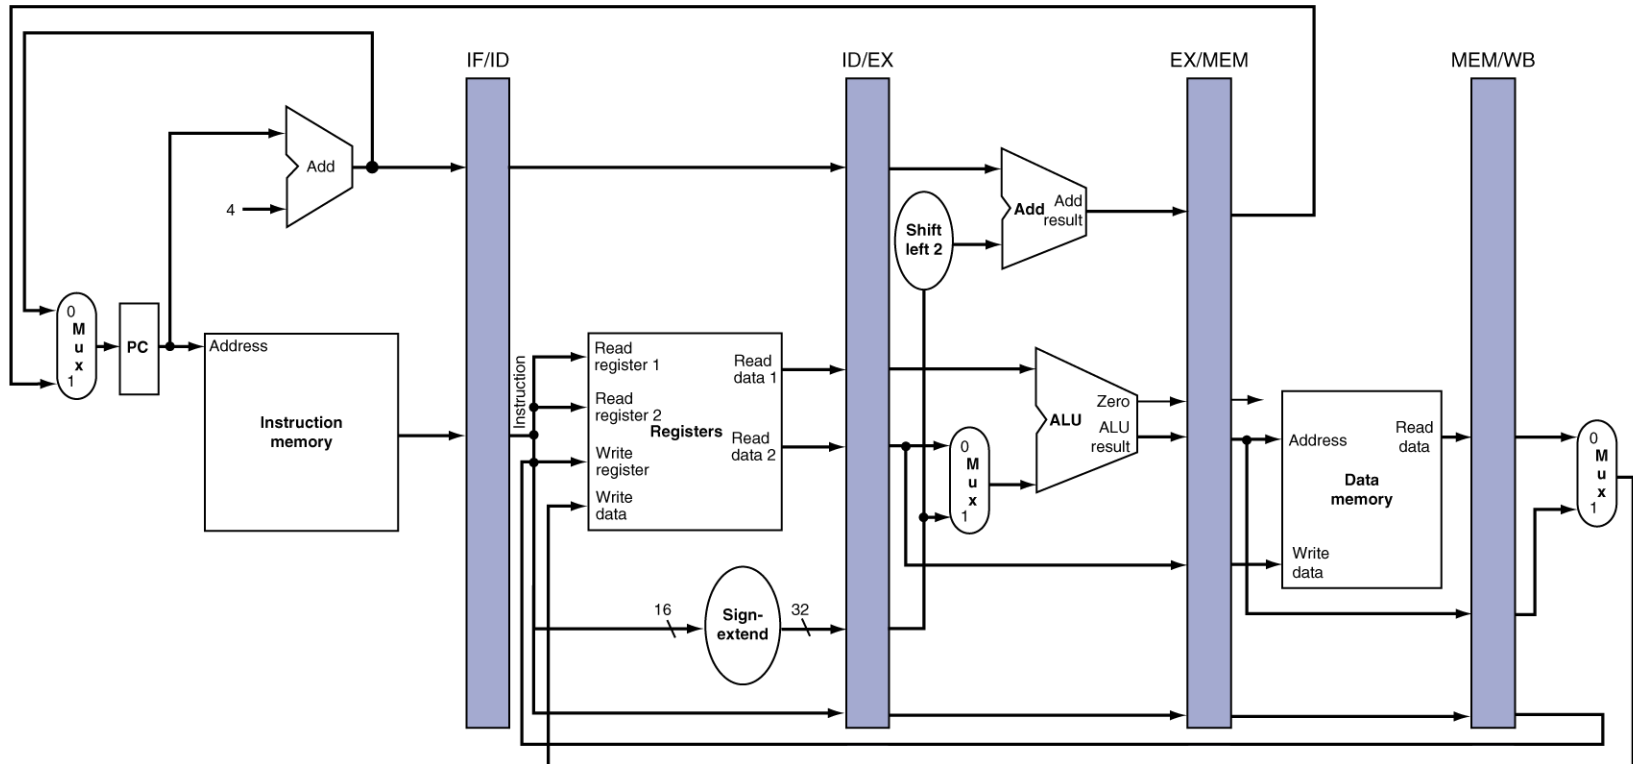 IF/ID
ID/EX
EX/MEM
MEM/WB
Add
4
Shift
left 2
Add
Add
result
0
M
u
x
1
PC
Address
Instruction
memory
Instruction
Read
register 1
Read
register 2
Write
register
Write
data
Registers
Read
data 1
Read
data 2
16
Sign-
extend
32
0
M
u
x
1
ALU
Zero
ALU
result
Address
Read
data
Data
memory
Write
data
0
M
u
x
1